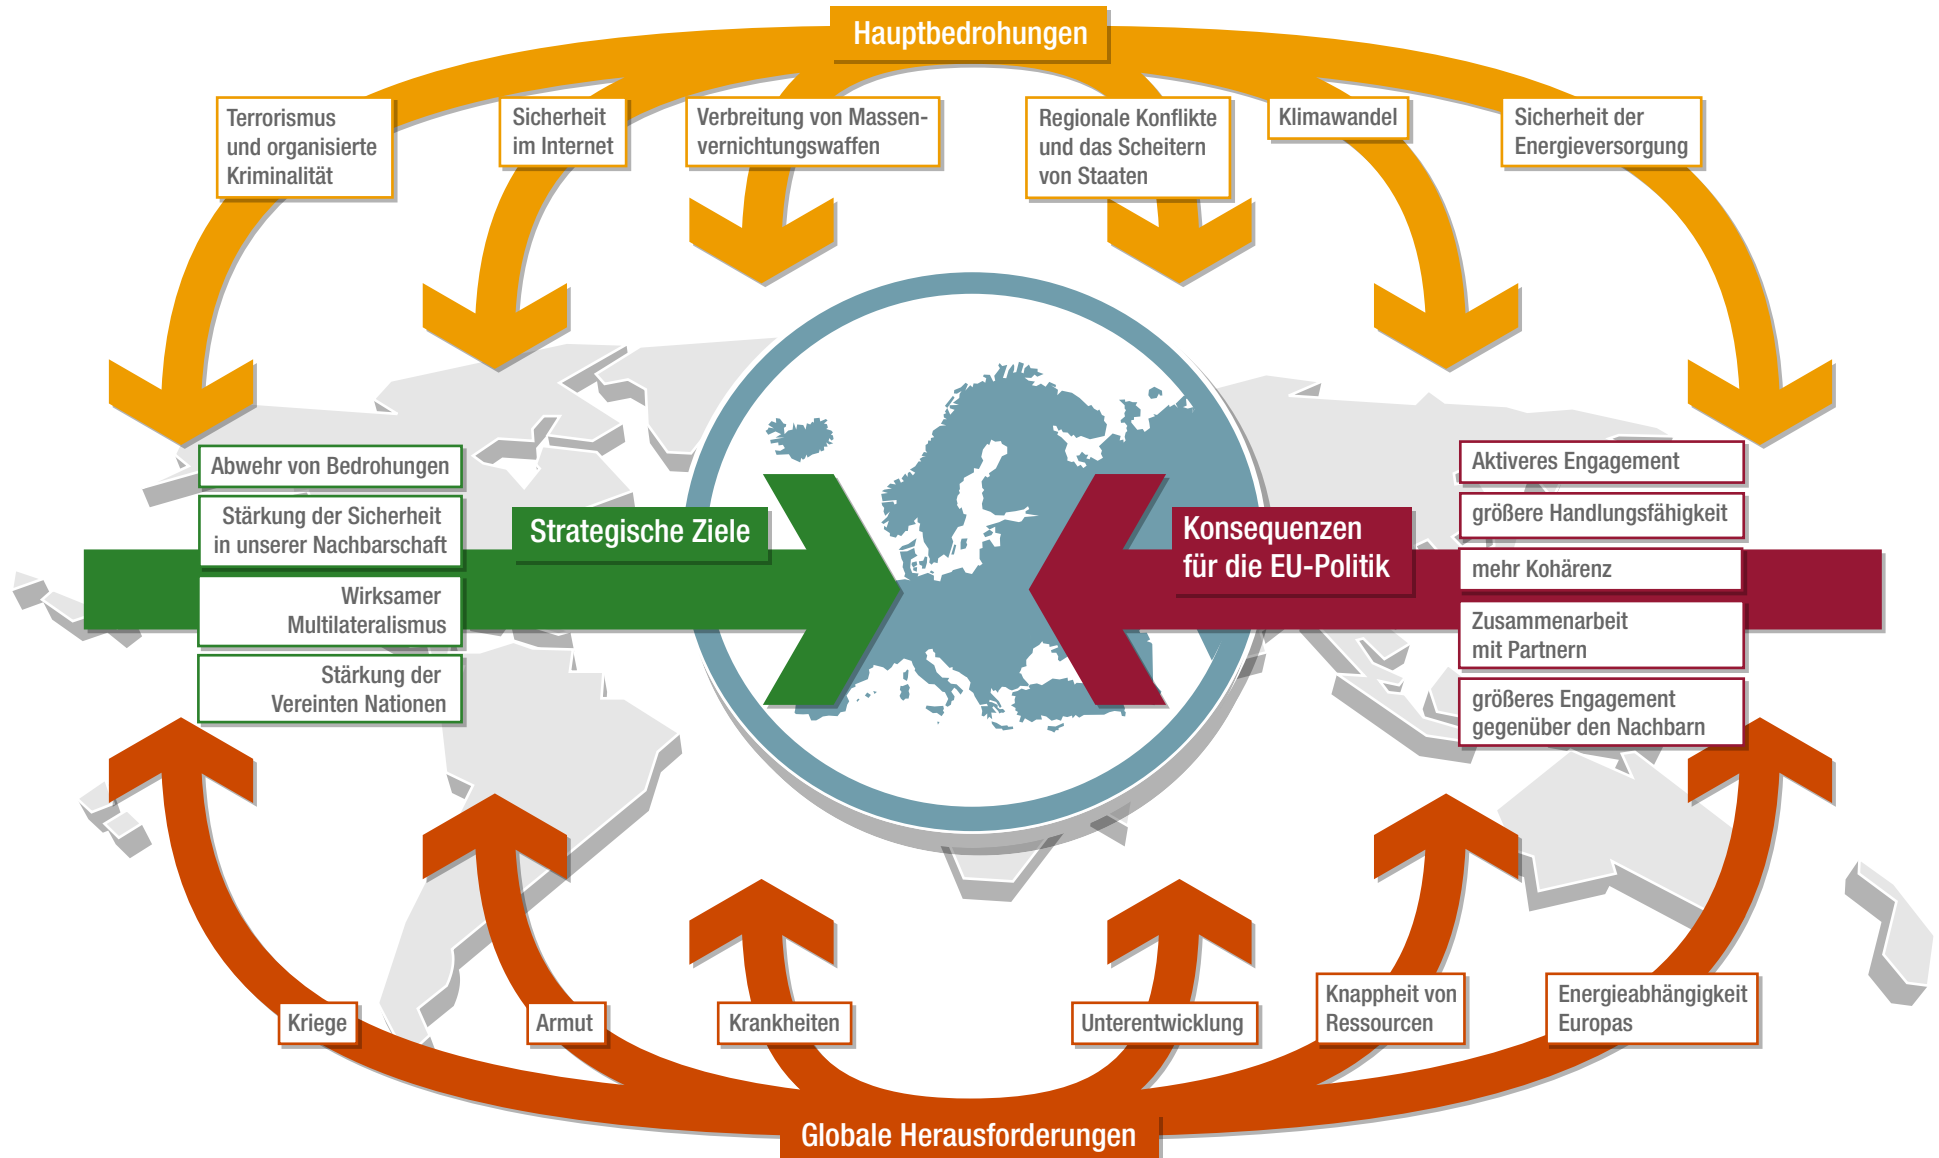 Hauptbedrohungen
Terrorismus
und organisierte
Kriminalität
Sicherheit
im Internet
Verbreitung von Massen-
vernichtungswaffen
Regionale Konflikte
und das Scheitern
von Staaten
Klimawandel
Sicherheit der
Energieversorgung
Strategische Ziele
Abwehr von Bedrohungen
Stärkung der Sicherheit
in unserer Nachbarschaft
Wirksamer
Multilateralismus
Stärkung der
Vereinten Nationen
Konsequenzen
für die EU-Politik
Aktiveres Engagement
größere Handlungsfähigkeit
mehr Kohärenz
Zusammenarbeit
mit Partnern
größeres Engagement
gegenüber den Nachbarn
Kriege
Armut
Krankheiten
Unterentwicklung
Knappheit von
Ressourcen
Energieabhängigkeit
Europas
Globale Herausforderungen